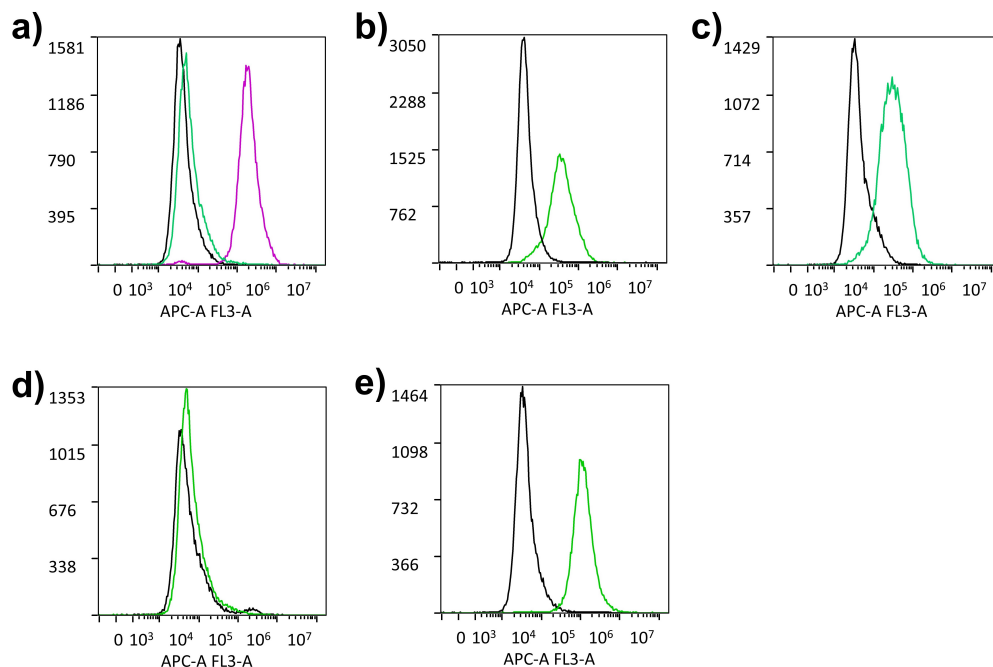 a)
1581
1186
790
395
0 10³ 10⁴ 10⁵ 10⁶ 10⁷
APC-A FL3-A
b)
3050
2288
1525
762
0 10³ 10⁴ 10⁵ 10⁶ 10⁷
APC-A FL3-A
c)
1429
1072
714
357
0 10³ 10⁴ 10⁵ 10⁶ 10⁷
APC-A FL3-A
d)
1353
1015
676
338
0 10³ 10⁴ 10⁵ 10⁶ 10⁷
APC-A FL3-A
e)
1464
1098
732
366
0 10³ 10⁴ 10⁵ 10⁶ 10⁷
APC-A FL3-A